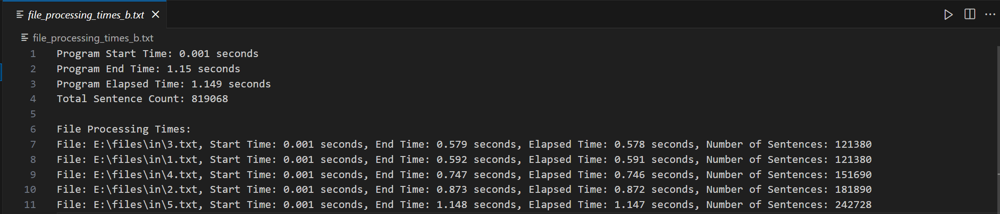 file_processing_times_b.txt
file_processing_times_b.txt
1 Program Start Time: 0.001 seconds
2 Program End Time: 1.15 seconds
3 Program Elapsed Time: 1.149 seconds
4 Total Sentence Count: 819068
5
6 File Processing Times:
7 File: E:\files\in\3.txt, Start Time: 0.001 seconds, End Time: 0.579 seconds, Elapsed Time: 0.578 seconds, Number of Sentences: 121380
8 File: E:\files\in\1.txt, Start Time: 0.001 seconds, End Time: 0.592 seconds, Elapsed Time: 0.591 seconds, Number of Sentences: 121380
9 File: E:\files\in\4.txt, Start Time: 0.001 seconds, End Time: 0.747 seconds, Elapsed Time: 0.746 seconds, Number of Sentences: 151690
10 File: E:\files\in\2.txt, Start Time: 0.001 seconds, End Time: 0.873 seconds, Elapsed Time: 0.872 seconds, Number of Sentences: 181890
11 File: E:\files\in\5.txt, Start Time: 0.001 seconds, End Time: 1.148 seconds, Elapsed Time: 1.147 seconds, Number of Sentences: 242728